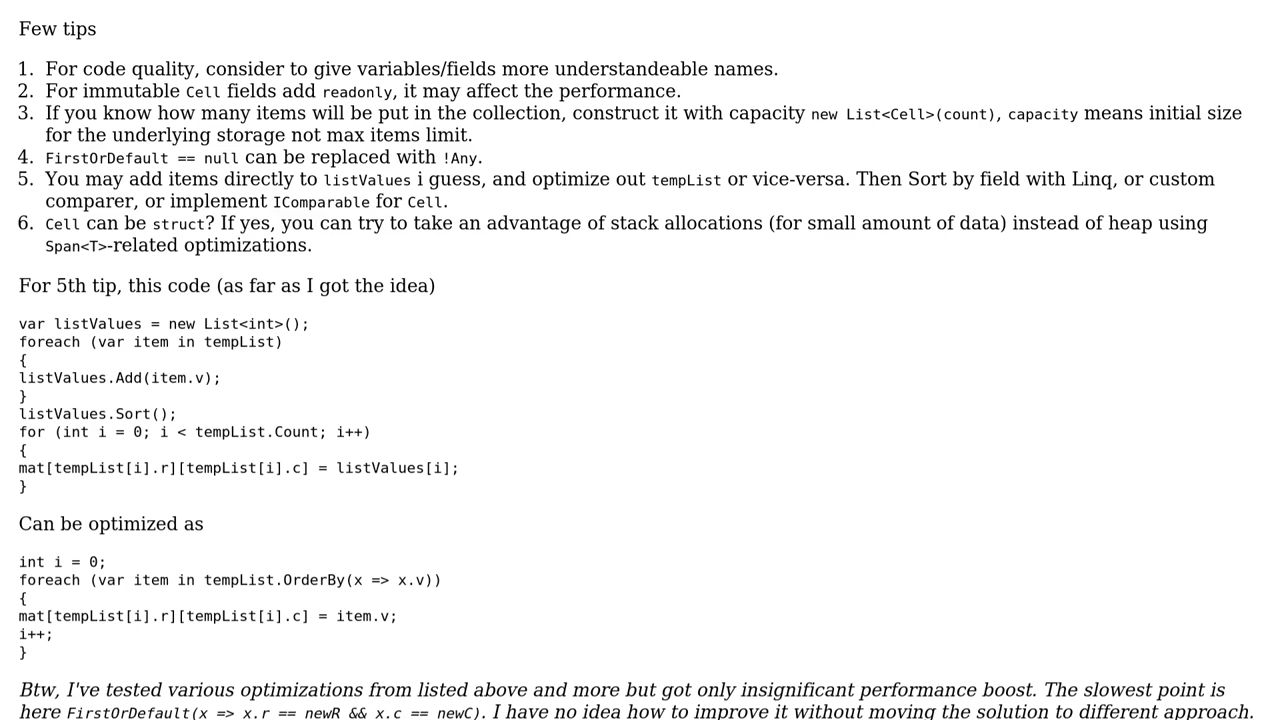 Few tips
1. For code quality, consider to give variables/fields more understandeable names.
2. For immutable Cell fields add readonly, it may affect the performance.
3. If you know how many items will be put in the collection, construct it with capacity new List<Cell>(count), capacity means initial size
for the underlying storage not max items limit.
4. FirstOrDefault == null can be replaced with !Any.
5. You may add items directly to listValues i guess, and optimize out tempList or vice-versa. Then Sort by field with Linq, or custom
comparer, or implement IComparable for Cell.
6. Cell can be struct? If yes, you can try to take an advantage of stack allocations (for small amount of data) instead of heap using
Span<T>-related optimizations.
For 5th tip, this code (as far as I got the idea)
var listValues = new List<int>();
foreach (var item in tempList)
{
listValues.Add(item.v);
}
listValues.Sort();
for (int i = 0; i < tempList.Count; i++)
{
mat[tempList[i].r][tempList[i].c] = listValues[i];
}
Can be optimized as
int i = 0;
foreach (var item in tempList.OrderBy(x => x.v))
{
mat[tempList[i].r][tempList[i].c] = item.v;
i++;
}
Btw, I've tested various optimizations from listed above and more but got only insignificant performance boost. The slowest point is
here FirstOrDefault(x => x.r == newR && x.c == newC). I have no idea how to improve it without moving the solution to different approach.